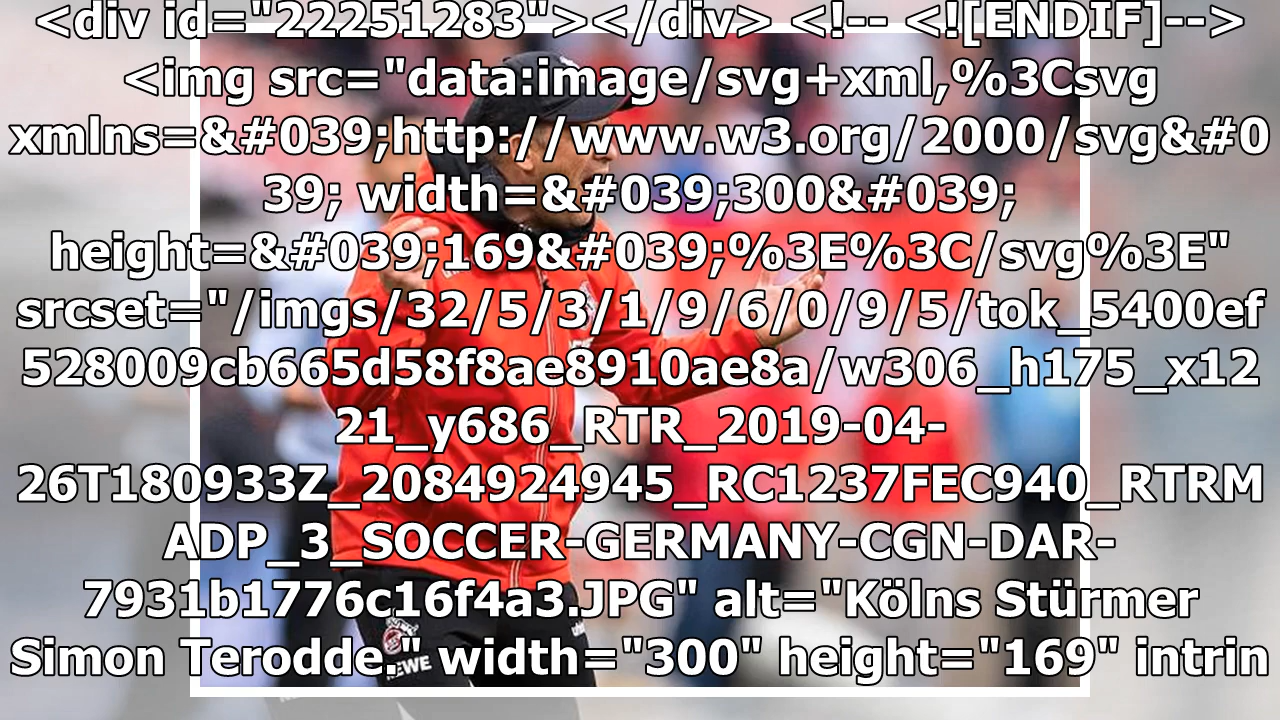 <div id="22251283"></div> <!-- <![ENDIF]-->
<img src="data:image/svg+xml,%3Csvg
xmlns=&#039;http://www.w3.org/2000/svg&#0
39; width=&#039;300&#039;
height=&#039;169&#039;%3E%3C/svg%3E"
srcset="/imgs/32/5/3/1/9/6/0/9/5/tok_5400ef
528009cb665d58f8ae8910ae8a/w306_h175_x12
21_y686_RTR_2019-04-
26T180933Z_2084924945_RC1237FEC940_RTRM
ADP_3_SOCCER-GERMANY-CGN-DAR-
7931b1776c16f4a3.JPG" alt="Kölns Stürmer
Simon Terodde." width="300" height="169" intrin
REWE